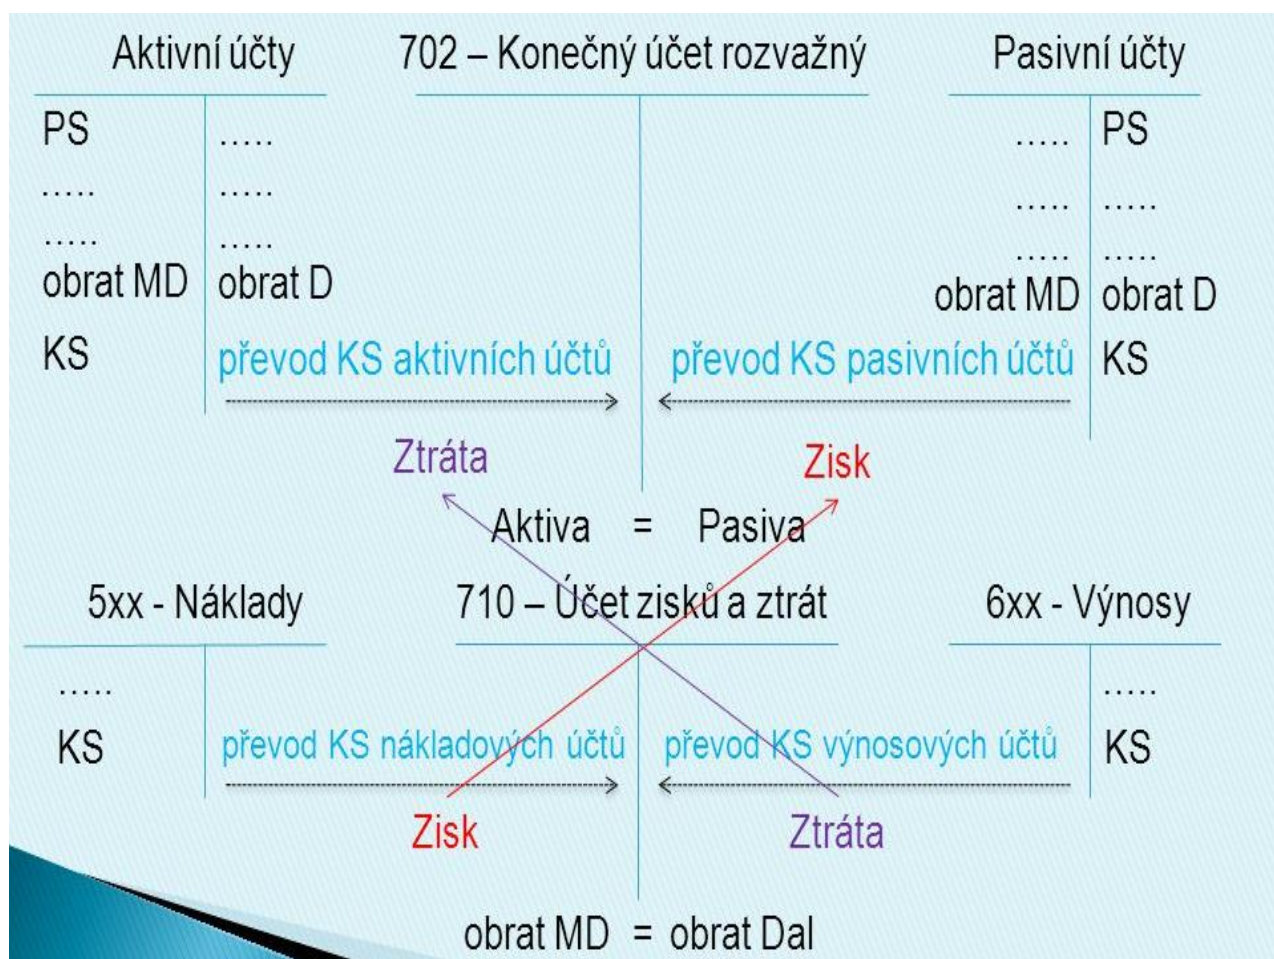 Aktivní účty 702 – Konečný účet rozvažný Pasivní účty
PS ..... ..... PS
..... ..... ..... .....
..... ..... ..... .....
obrat MD obrat D obrat MD obrat D
KS převod KS aktivních účtů převod KS pasivních účtů KS
Ztráta Zisk
Aktiva = Pasiva
5xx - Náklady 710 – Účet zisků a ztrát 6xx - Výnosy
..... .....
KS převod KS nákladových účtů převod KS výnosových účtů KS
Zisk Ztráta
obrat MD = obrat Dal